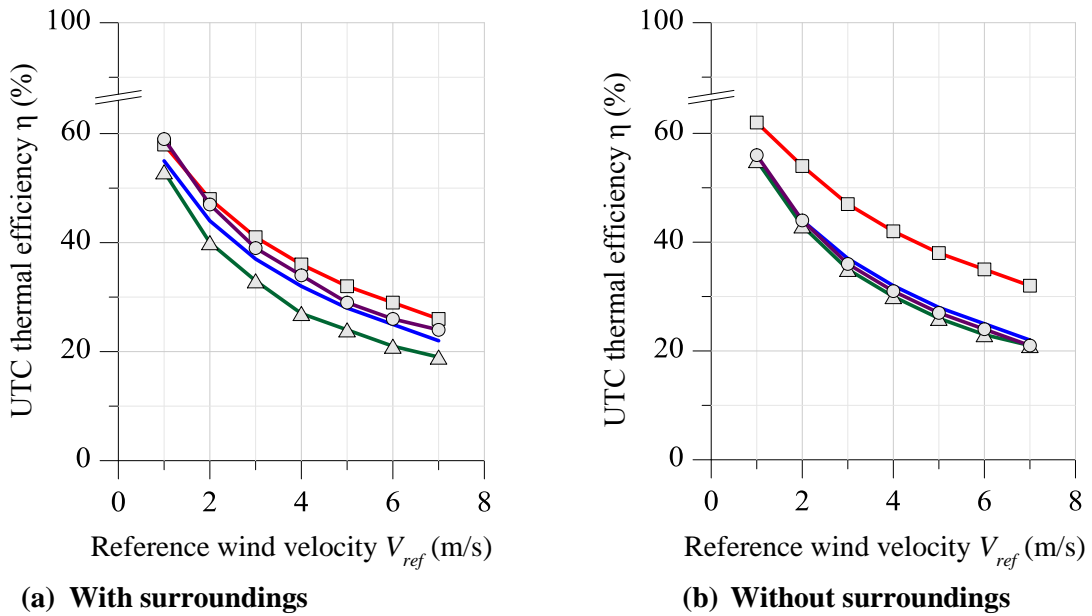 100
60
40
20
0
UTC thermal efficiency η (%)
0 2 4 6 8
Reference wind velocity V_ref (m/s)
(a) With surroundings
100
60
40
20
0
UTC thermal efficiency η (%)
0 2 4 6 8
Reference wind velocity V_ref (m/s)
(b) Without surroundings